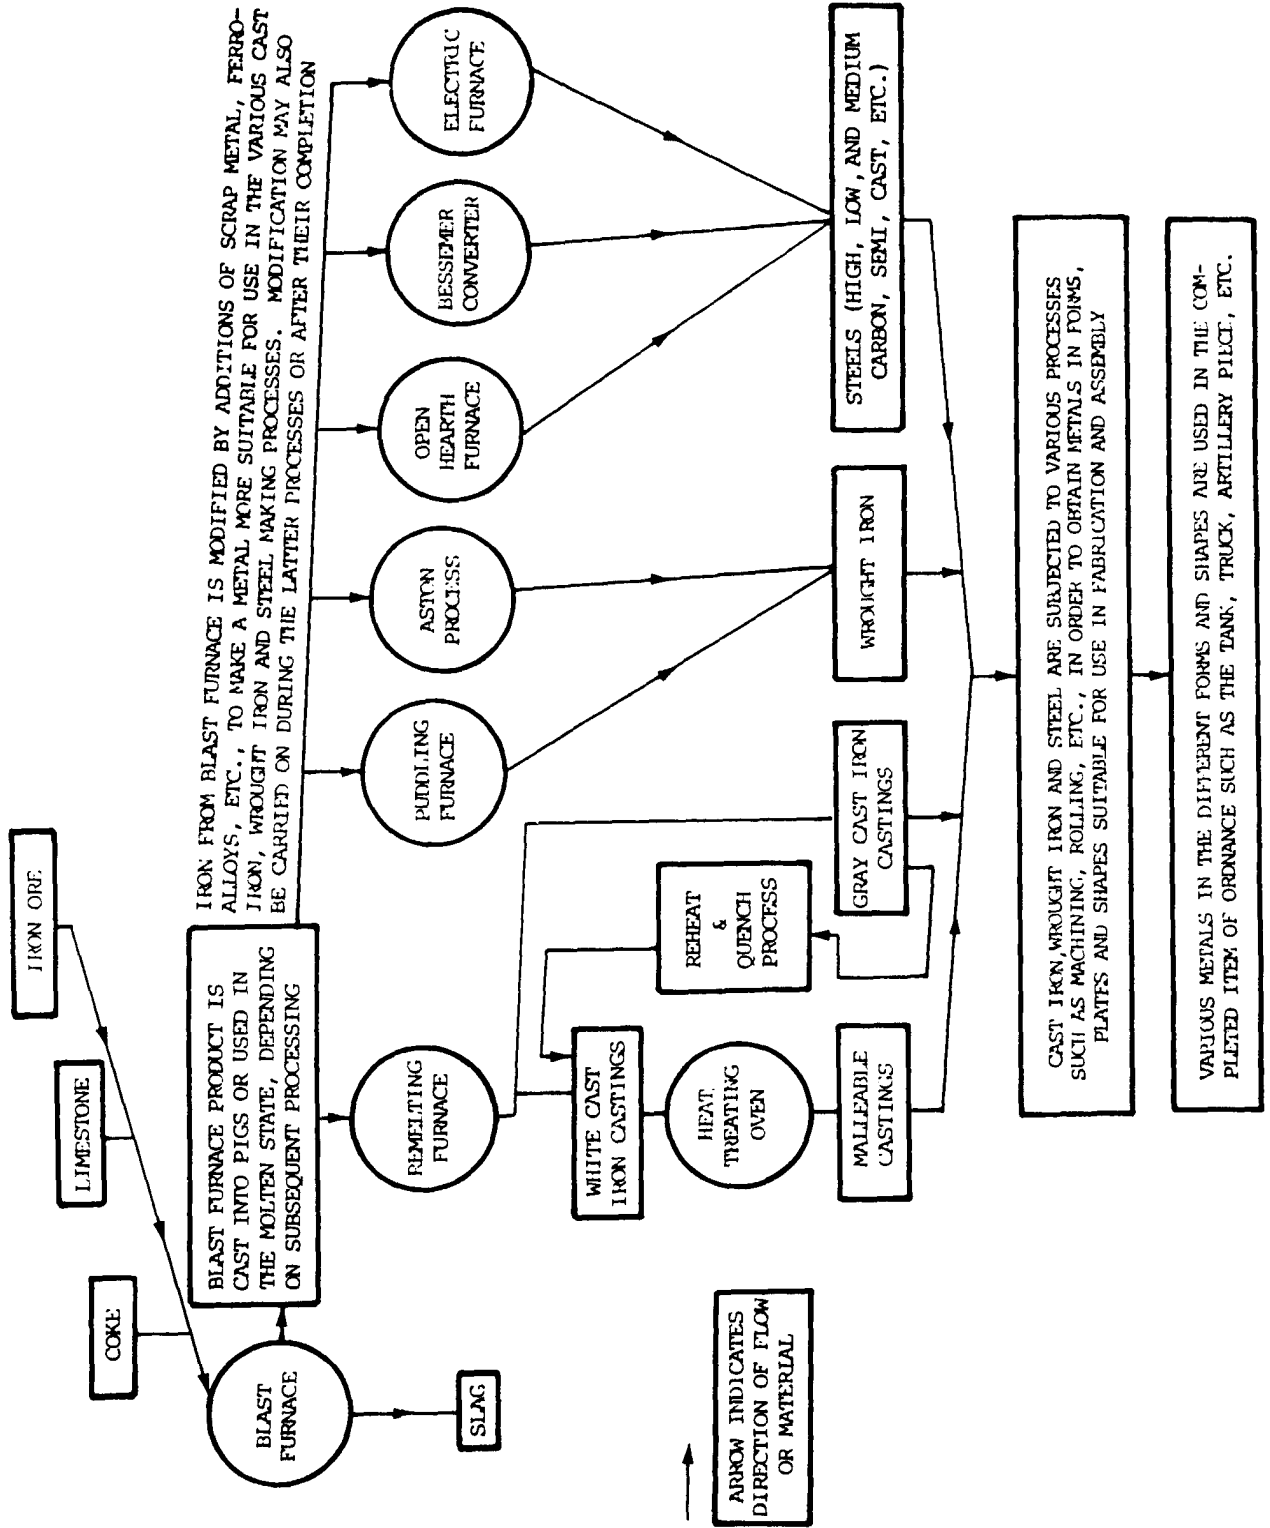 IRON ORE
LIMESTONE
COKE
BLAST
FURNACE
SLAG
BLAST FURNACE PRODUCT IS
CAST INTO PIGS OR USED IN
THE MOLTEN STATE, DEPENDING
ON SUBSEQUENT PROCESSING
IRON FROM BLAST FURNACE IS MODIFIED BY ADDITIONS OF SCRAP METAL, FERRO-
ALLOYS, ETC., TO MAKE A METAL MORE SUITABLE FOR USE IN THE VARIOUS CAST
IRON, WROUGHT IRON AND STEEL MAKING PROCESSES. MODIFICATION MAY ALSO
BE CARRIED ON DURING THE LATTER PROCESSES OR AFTER THEIR COMPLETION
REMELTING
FURNACE
PUDDLING
FURNACE
ASTON
PROCESS
OPEN
HEARTH
FURNACE
BESSEMER
CONVERTER
ELECTRIC
FURNACE
WHITE CAST
IRON CASTINGS
REHEAT
&
QUENCH
PROCESS
HEAT
TREATING
OVEN
MALLEABLE
CASTINGS
GRAY CAST IRON
CASTINGS
WROUGHT IRON
STEELS (HIGH, LOW, AND MEDIUM
CARBON, SEMI, CAST, ETC.)
ARROW INDICATES
DIRECTION OF FLOW
OR MATERIAL
CAST IRON, WROUGHT IRON AND STEEL ARE SUBJECTED TO VARIOUS PROCESSES
SUCH AS MACHINING, ROLLING, ETC., IN ORDER TO OBTAIN METALS IN FORMS,
PLATES AND SHAPES SUITABLE FOR USE IN FABRICATION AND ASSEMBLY
VARIOUS METALS IN THE DIFFERENT FORMS AND SHAPES ARE USED IN THE COM-
PLETED ITEM OF ORDNANCE SUCH AS THE TANK, TRUCK, ARTILLERY PIECE, ETC.